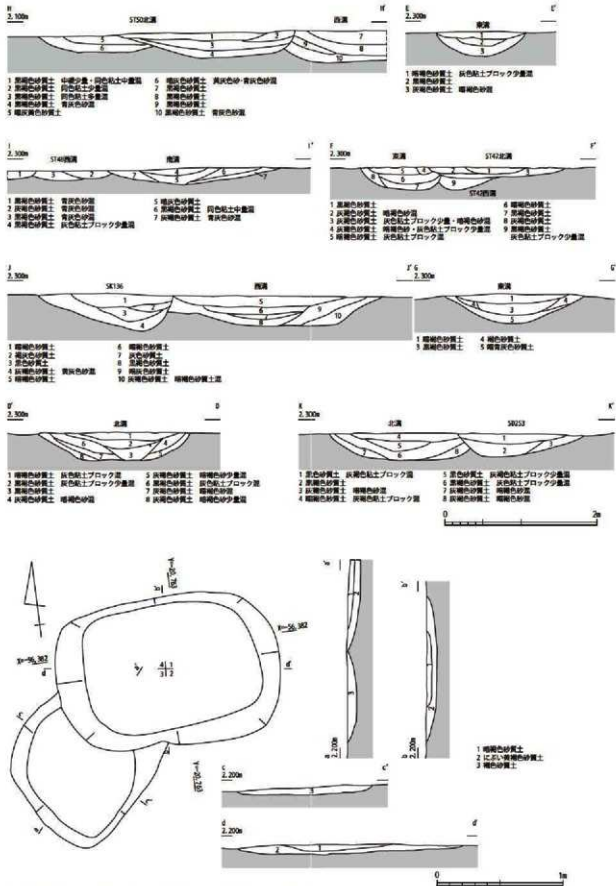 H H'
2.100m ST50北溝 西溝
1 黒褐色砂質土 中礫少量・同色粘土中量混
2 黒褐色砂質土 同色粘土少量混
3 黒褐色砂質土 同色粘土多量混
4 黒褐色砂質土 青灰色砂混
5 暗灰黄色砂質土
6 暗灰色砂質土 黄灰色砂・青灰色砂混
7 黒褐色砂質土
8 黒褐色砂質土
9 黒褐色砂質土
10 黒褐色砂質土 青灰色砂混
E E'
2.300m 東溝
1 暗褐色砂質土 灰色粘土ブロック少量混
2 黒褐色砂質土
3 灰褐色砂質土 暗褐色砂混
I I'
2.300m ST48西溝 南溝
1 黒褐色砂質土 青灰色砂混
2 灰褐色砂質土 青灰色砂混
3 黒褐色砂質土 青灰色砂混
4 黒褐色砂質土 灰色粘土ブロック少量混
5 暗灰色砂質土
6 灰褐色砂質土 同色粘土中量混
7 灰褐色砂質土 青灰色砂混
F F'
2.300m 東溝 ST42北溝
ST42西溝
1 黒褐色砂質土
2 灰褐色砂質土 暗褐色砂混
3 灰褐色砂質土 灰色粘土ブロック少量・暗褐色砂混
4 灰褐色砂質土 暗褐色砂・灰色粘土ブロック少量混
5 暗褐色砂質土 灰色粘土ブロック混
6 暗褐色砂質土
7 黒褐色砂質土
8 灰褐色砂質土
9 黒褐色砂質土
灰色粘土ブロック少量混
J J'
2.300m SK136 西溝
1 暗褐色砂質土
2 褐灰色砂質土
3 黒色砂質土
4 灰褐色砂質土 黄灰色砂混
5 暗褐色砂質土
6 暗褐色砂質土
7 灰色砂質土
8 黒褐色砂質土
9 暗灰色砂質土
10 灰褐色砂質土 暗褐色砂質土混
G G'
2.300m 東溝
1 暗褐色砂質土
3 黒褐色砂質土
4 褐色砂質土
5 暗青灰色砂質土
D' D
2.300m 北溝
1 暗褐色砂質土 灰色粘土ブロック混
2 黒褐色砂質土 灰色粘土ブロック少量混
3 黒褐色砂質土
4 灰褐色砂質土 暗褐色砂混
5 灰褐色砂質土 暗褐色砂少量混
6 黒褐色砂質土 灰色粘土ブロック混
7 灰褐色砂質土 暗褐色砂混
8 灰褐色砂質土 暗褐色砂少量混
K K'
2.300m 北溝 SD253
1 黒色砂質土 灰褐色粘土ブロック混
2 黒褐色砂質土
3 灰褐色砂質土 暗褐色砂混
4 暗褐色砂質土 灰色粘土ブロック混
5 黒色砂質土 灰褐色粘土ブロック少量混
6 黒褐色砂質土 灰色粘土ブロック少量混
7 灰褐色砂質土 暗褐色砂混
8 灰褐色砂質土 暗褐色砂混
0 2m
X=-56,382
d d'
4 1
3 2
2.200m
1 暗褐色砂質土
2 にぶい黄褐色砂質土
3 褐色砂質土
c c'
2.200m
d d'
2.200m
0 1m